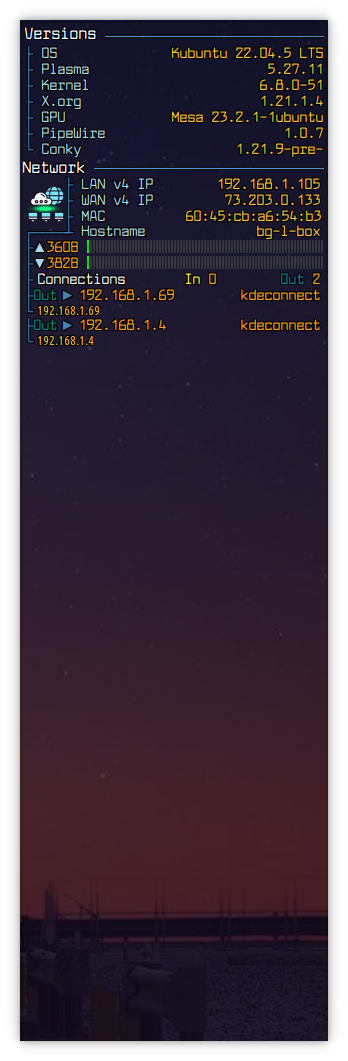 Versions
OS Kubuntu 22.04.5 LTS
Plasma 5.27.11
Kernel 6.8.0-51
X.org 1.21.1.4
GPU Mesa 23.2.1-1ubuntu
PipeWire 1.0.7
Conky 1.21.9-pre-
Network
LAN v4 IP 192.168.1.105
WAN v4 IP 73.203.0.133
MAC 60:45:cb:a6:54:b3
Hostname bg-l-box
▲360B
▼382B
Connections In 0 Out 2
Out ▶ 192.168.1.69 kdeconnect
192.168.1.69
Out ▶ 192.168.1.4 kdeconnect
192.168.1.4